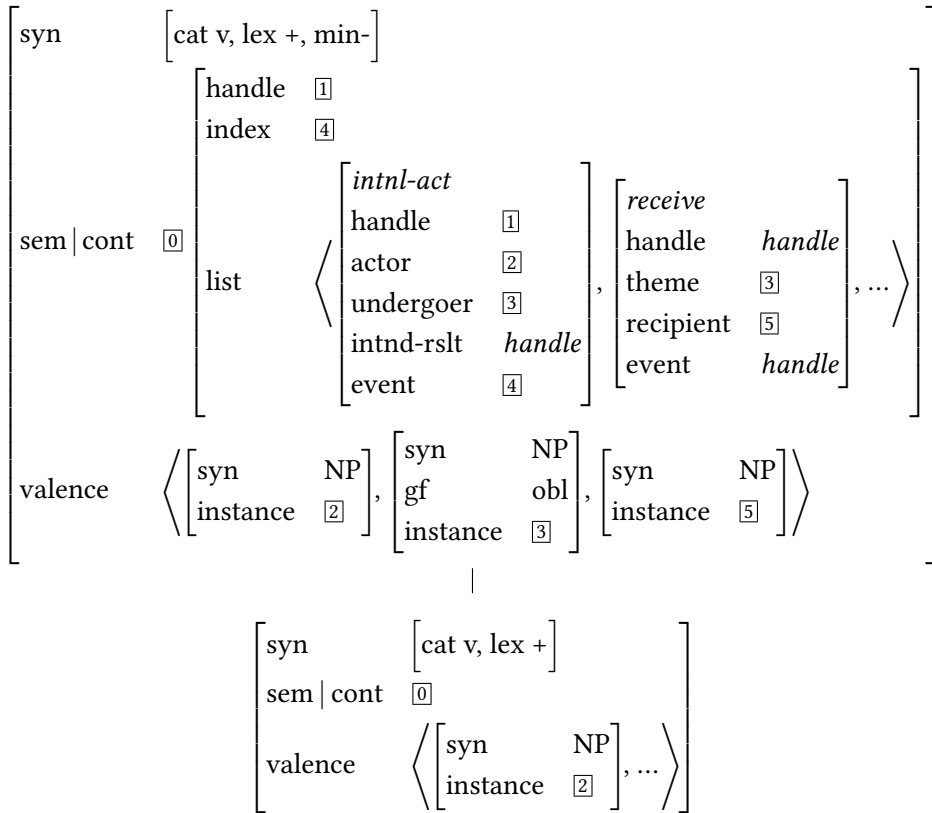 syn [cat v, lex +, min-]
handle 1
index 4
sem | cont 0
list
intnl-act
handle 1
actor 2
undergoer 3
intnd-rslt handle
event 4
,
receive
handle handle
theme 3
recipient 5
event handle
, ...
valence
syn NP
instance 2
,
syn NP
gf obl
instance 3
,
syn NP
instance 5
syn [cat v, lex +]
sem | cont 0
valence
syn NP
instance 2
, ...